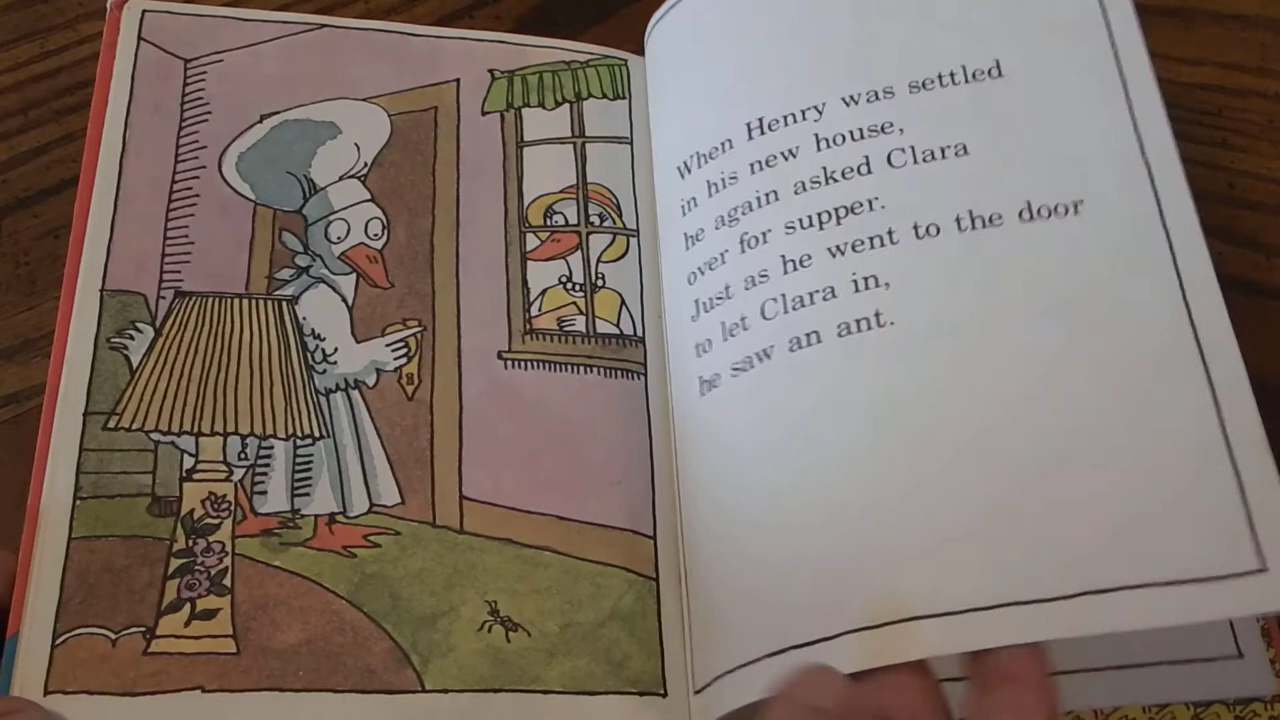 When Henry was settled
in his new house,
he again asked Clara
over for supper.
Just as he went to the door
to let Clara in,
he saw an ant.